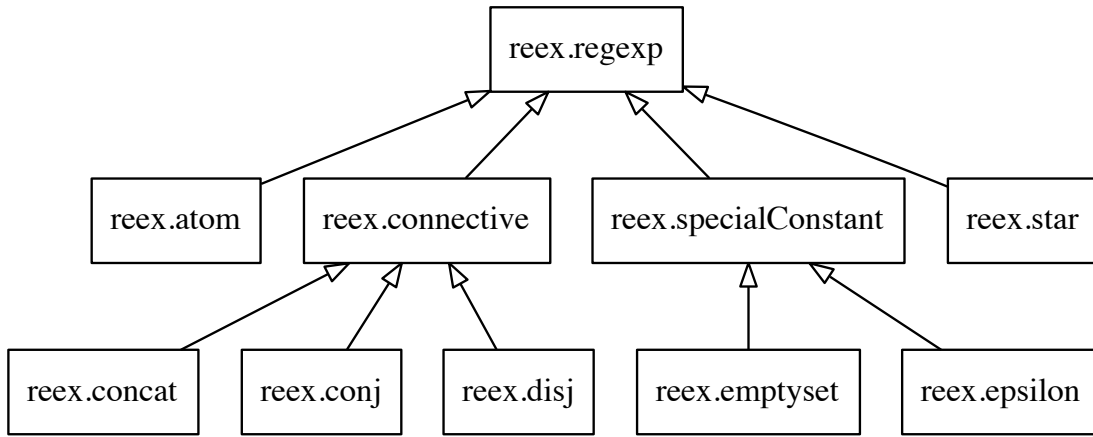 reex.regexp
reex.atom
reex.connective
reex.specialConstant
reex.star
reex.concat
reex.conj
reex.disj
reex.emptyset
reex.epsilon